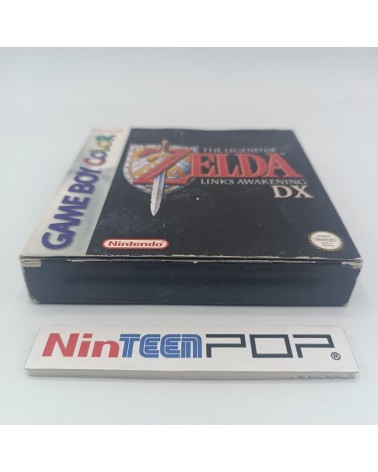 GAME BOY COLOR
THE LEGEND OF
ZELDA
LINK'S AWAKENING
DX
Nintendo
NinTEENPOP®